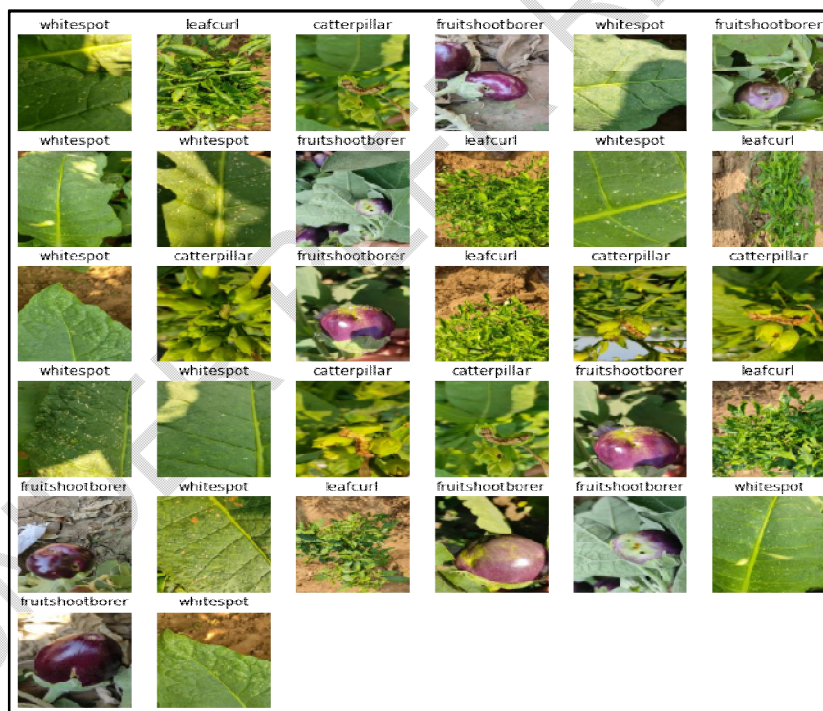 whitespot leafcurl catterpillar fruitshootborer whitespot fruitshootborer
whitespot whitespot fruitshootborer leafcurl whitespot leafcurl
whitespot catterpillar fruitshootborer leafcurl catterpillar catterpillar
whitespot whitespot catterpillar catterpillar fruitshootborer leafcurl
fruitshootborer whitespot leafcurl fruitshootborer fruitshootborer whitespot
fruitshootborer whitespot